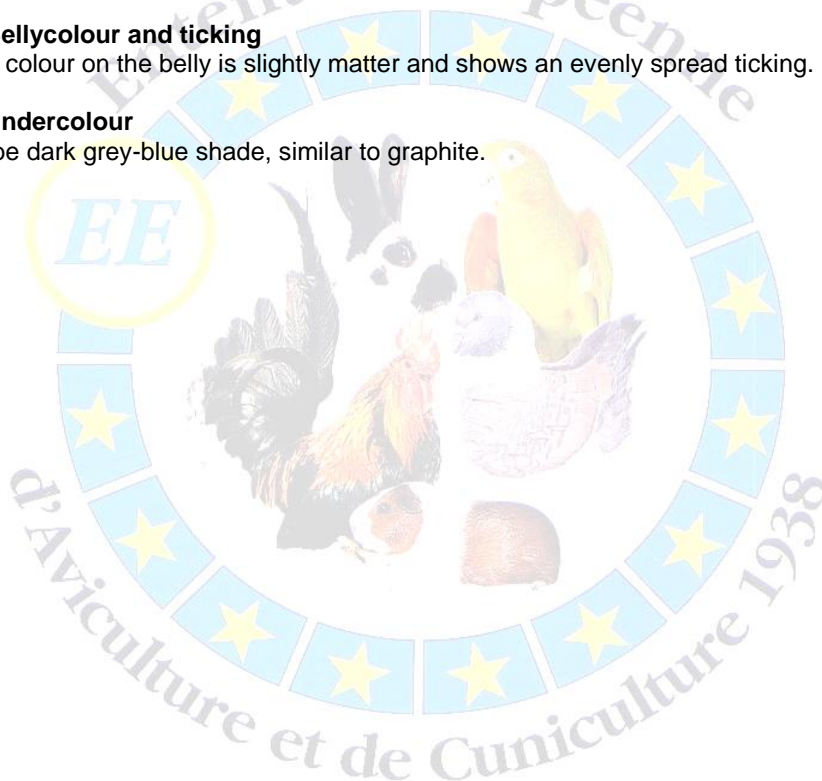 ellycolour and ticking
colour on the belly is slightly matter and shows an evenly spread ticking.
ndercolour
be dark grey-blue shade, similar to graphite.
EE
d'Aviculture et de Cuniculture 1938